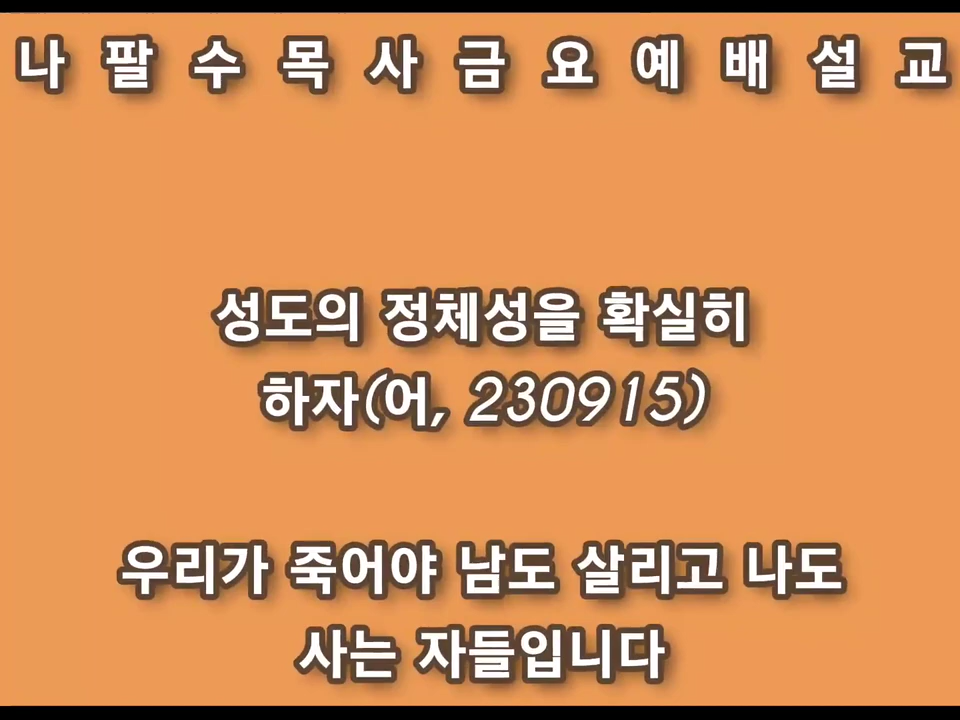 나 팔 수 목 사 금 요 예 배 설 교
성도의 정체성을 확실히
하자(어, 230915)
우리가 죽어야 남도 살리고 나도
사는 자들입니다